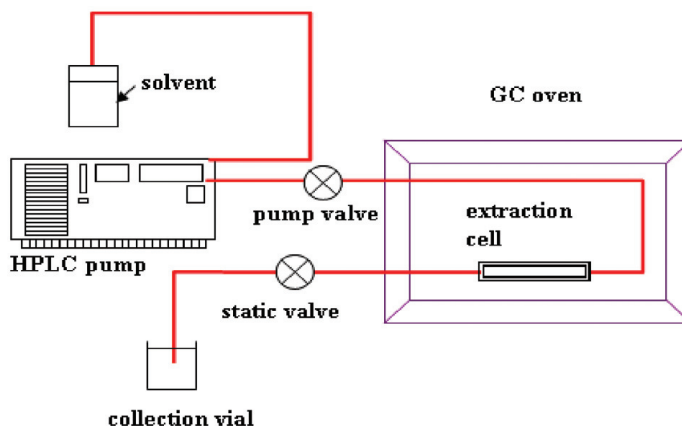 solvent
GC oven
pump valve
extraction
cell
HPLC pump
static valve
collection vial